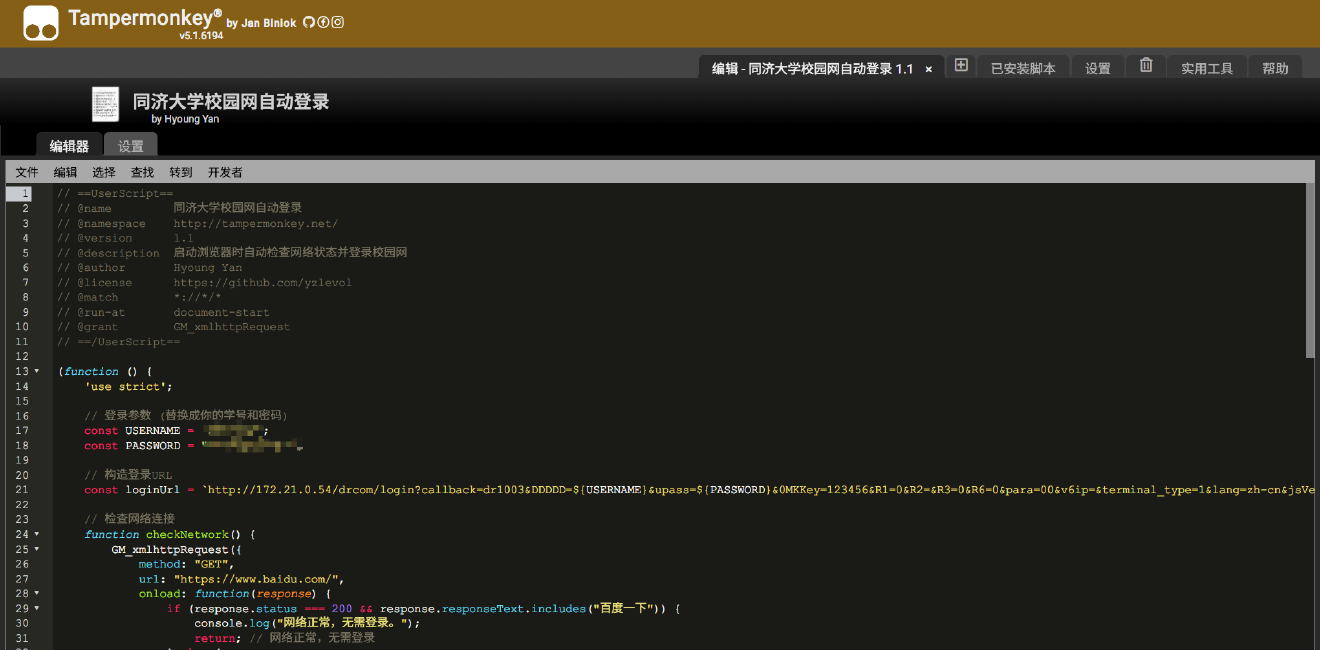 Tampermonkey® by Jan Biniok
v5.1.6194
编辑 - 同济大学校园网自动登录 1.1 × 已安装脚本 设置 实用工具 帮助
同济大学校园网自动登录
by Hyoung Yan
编辑器 设置
文件 编辑 选择 查找 转到 开发者
1 // ==UserScript==
2 // @name 同济大学校园网自动登录
3 // @namespace http://tampermonkey.net/
4 // @version 1.1
5 // @description 启动浏览器时自动检查网络状态并登录校园网
6 // @author Hyoung Yan
7 // @license https://github.com/yzlevol
8 // @match *://*/*
9 // @run-at document-start
10 // @grant GM_xmlhttpRequest
11 // ==/UserScript==
12
13 (function () {
14 'use strict';
15
16 // 登录参数 (替换成你的学号和密码)
17 const USERNAME = ;
18 const PASSWORD =
19
20 // 构造登录URL
21 const loginUrl = `http://172.21.0.54/drcom/login?callback=dr1003&DDDDD=${USERNAME}&upass=${PASSWORD}&0MKKey=123456&R1=0&R2=&R3=0&R6=0&para=00&v6ip=&terminal_type=1&lang=zh-cn&jsVe
22
23 // 检查网络连接
24 function checkNetwork() {
25 GM_xmlhttpRequest({
26 method: "GET",
27 url: "https://www.baidu.com/",
28 onload: function(response) {
29 if (response.status === 200 && response.responseText.includes("百度一下")) {
30 console.log("网络正常，无需登录。");
31 return; // 网络正常，无需登录